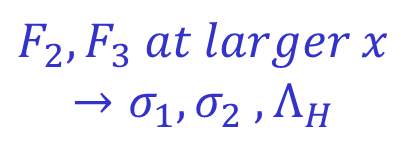 F₂, F₃ at larger x
→ σ₁, σ₂ , Λ_H